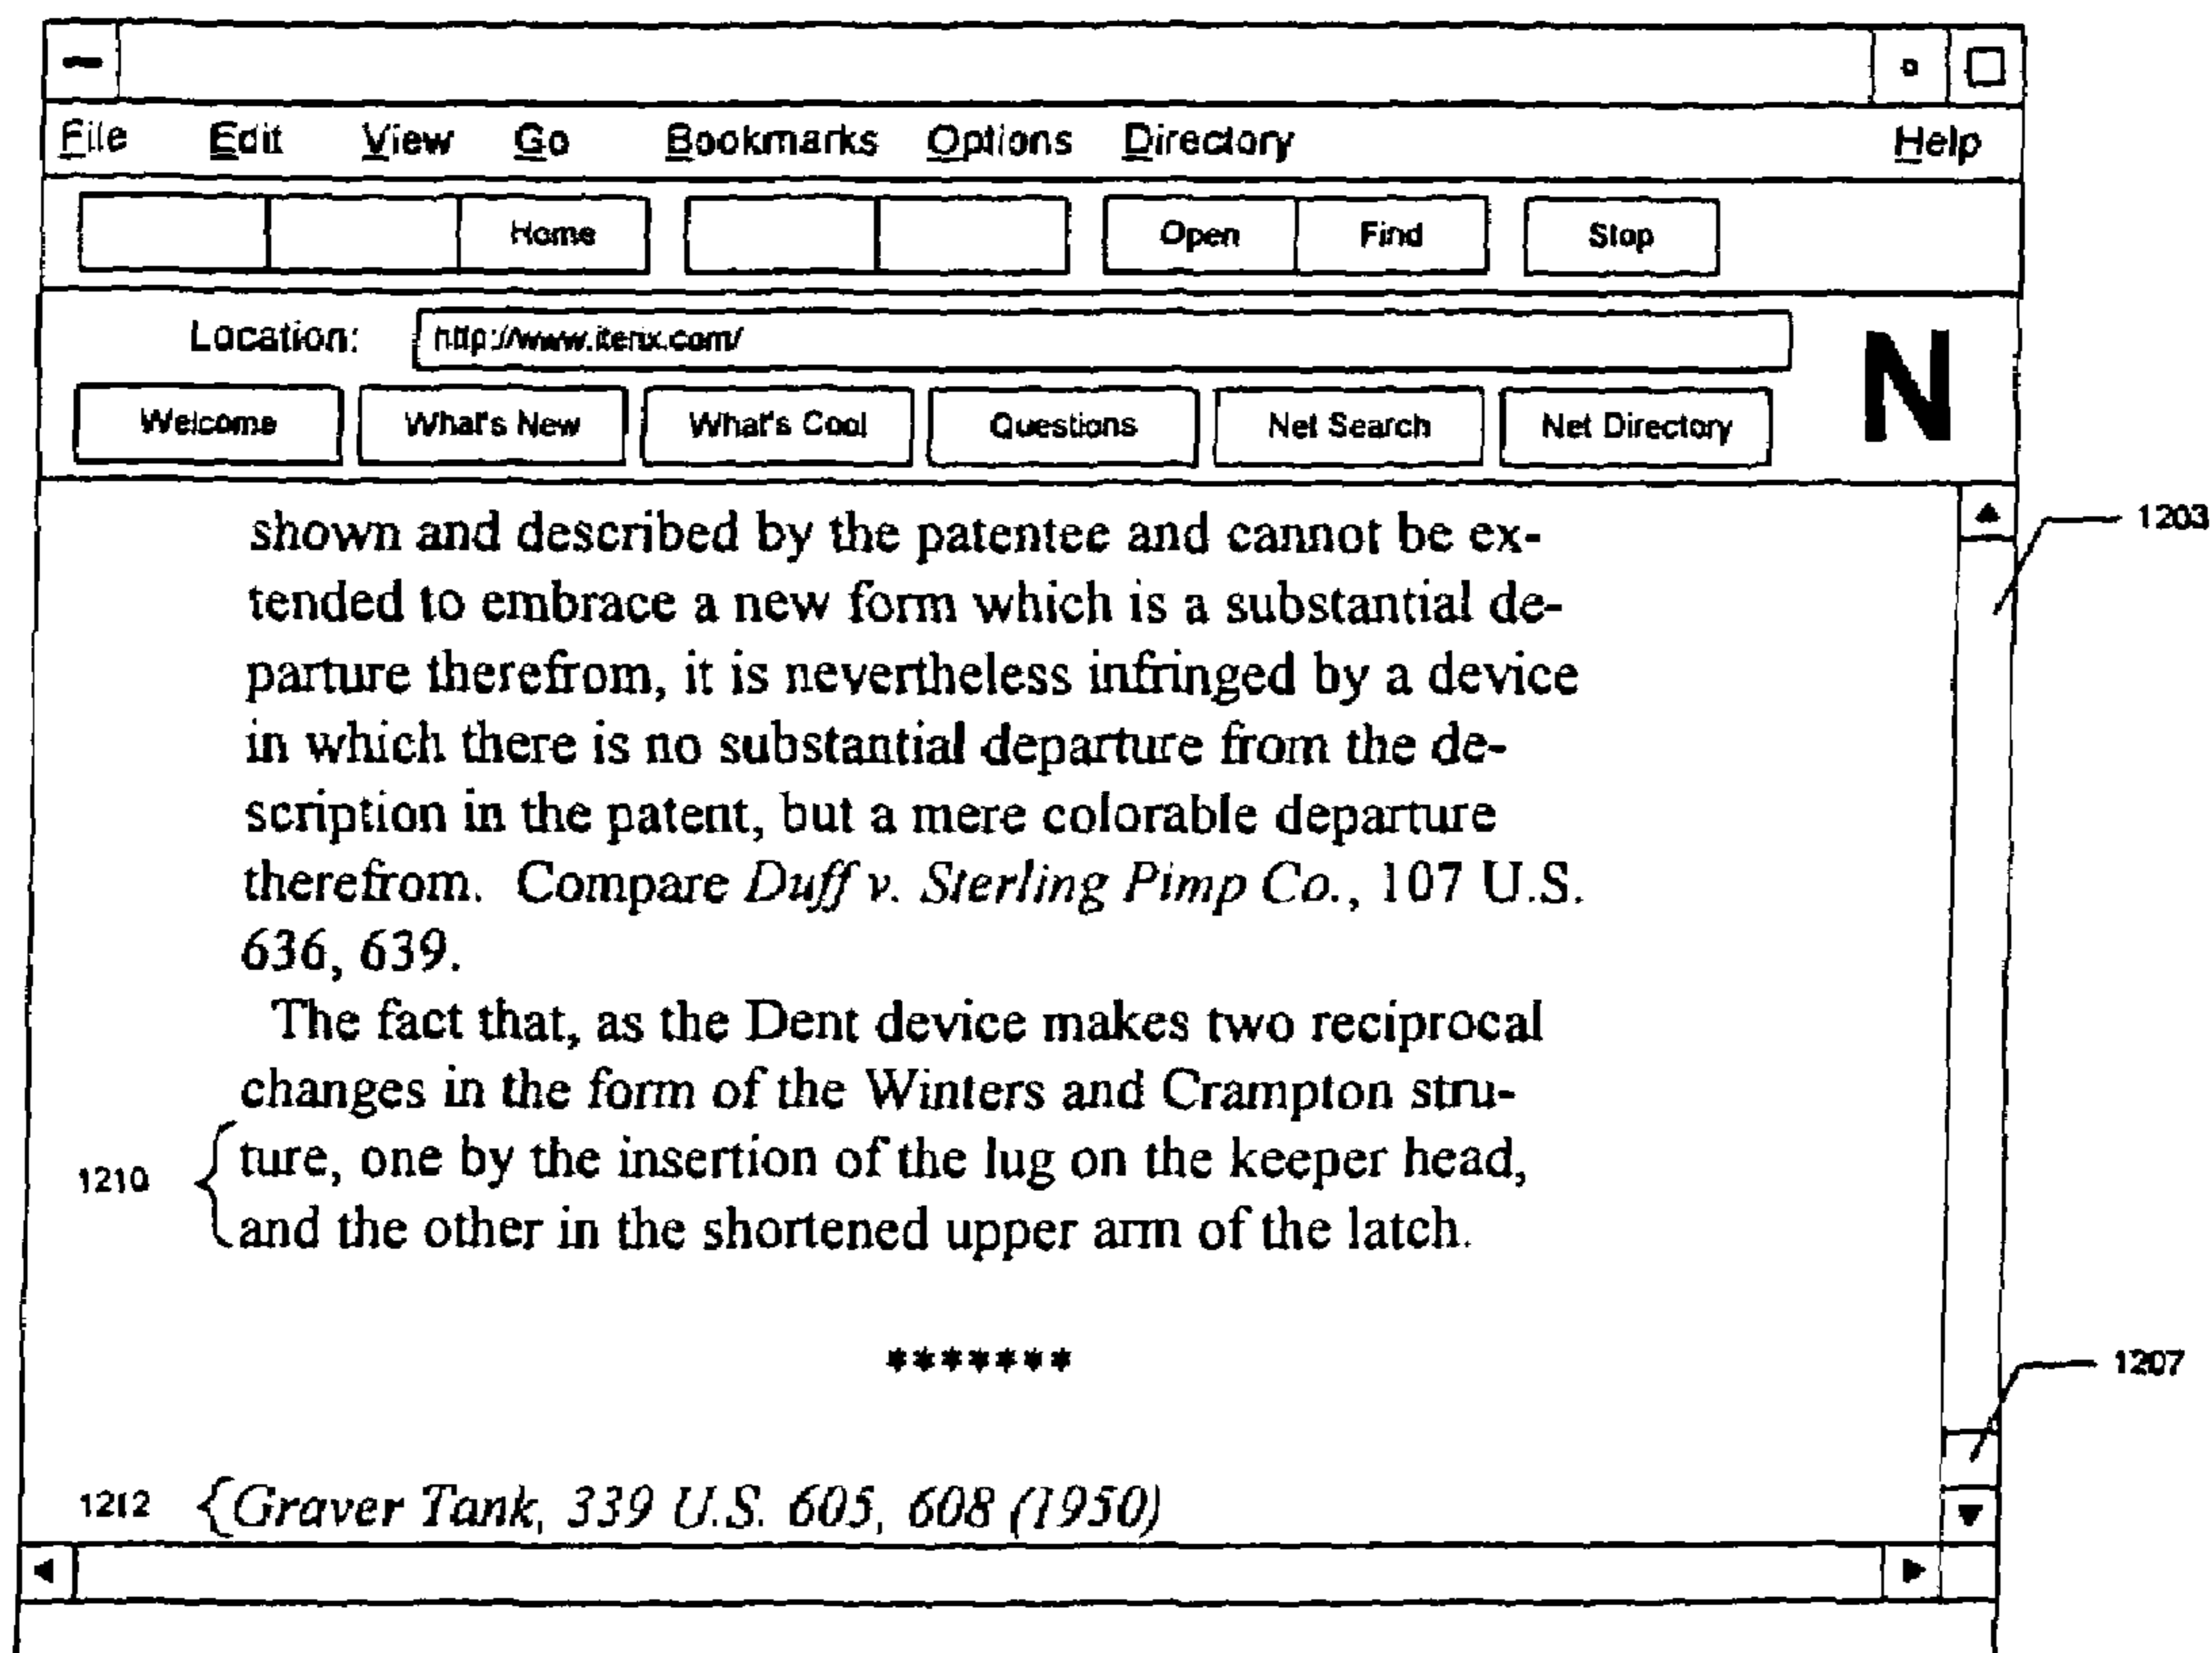 File Edit View Go Bookmarks Options Directory Help
Home Open Find Stop
Location: http://www.itenx.com/
N
Welcome What's New What's Cool Questions Net Search Net Directory
shown and described by the patentee and cannot be ex-
1203
tended to embrace a new form which is a substantial de-
parture therefrom, it is nevertheless infringed by a device
in which there is no substantial departure from the de-
scription in the patent, but a mere colorable departure
therefrom. Compare Duff v. Sterling Pimp Co., 107 U.S.
636, 639.
The fact that, as the Dent device makes two reciprocal
changes in the form of the Winters and Crampton stru-
1210 { ture, one by the insertion of the lug on the keeper head,
and the other in the shortened upper arm of the latch.
*******
1207
1212 {Graver Tank, 339 U.S. 605, 608 (1950)